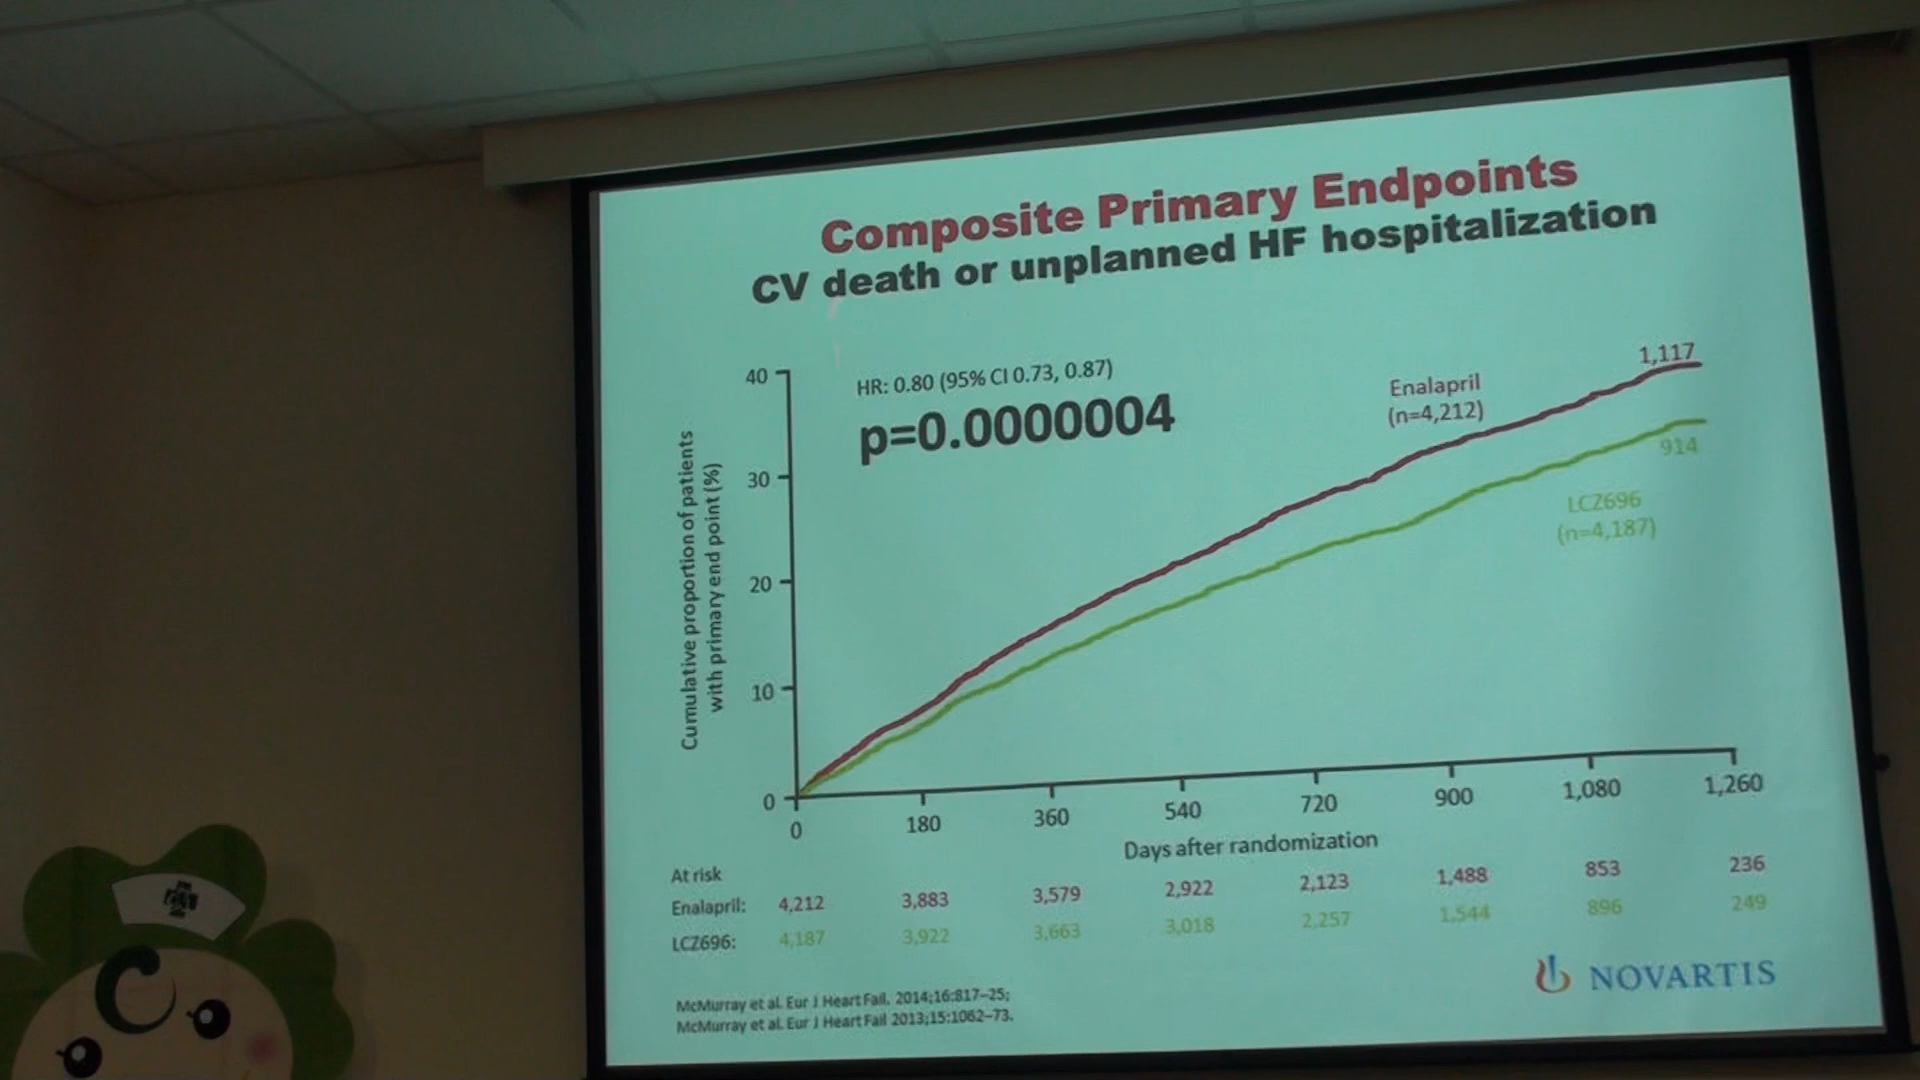 Composite Primary Endpoints
CV death or unplanned HF hospitalization
HR: 0.80 (95% CI 0.73, 0.87)
p=0.0000004
1,117
Enalapril
(n=4,212)
914
LCZ696
(n=4,187)
Cumulative proportion of patients
with primary end point (%)
40
30
20
10
0
0 180 360 540 720 900 1,080 1,260
Days after randomization
At risk
Enalapril: 4,212 3,883 3,579 2,922 2,123 1,488 853 236
LCZ696: 4,187 3,922 3,663 3,018 2,257 1,544 896 249
McMurray et al. Eur J Heart Fail. 2014;16:817–25;
McMurray et al. Eur J Heart Fail 2013;15:1062–73.
NOVARTIS